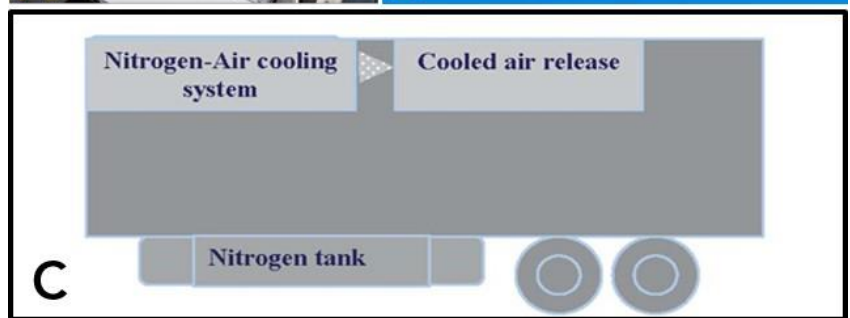 Nitrogen-Air cooling
system
Cooled air release
Nitrogen tank
C